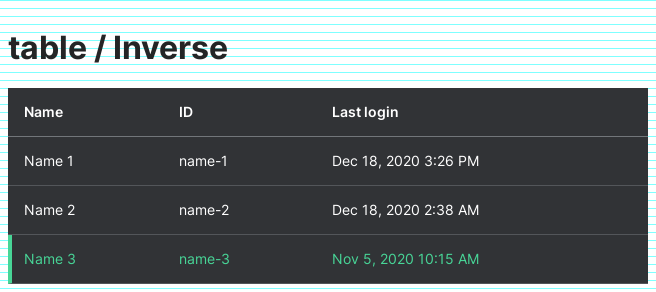 table / Inverse
Name ID Last login
Name 1 name-1 Dec 18, 2020 3:26 PM
Name 2 name-2 Dec 18, 2020 2:38 AM
Name 3 name-3 Nov 5, 2020 10:15 AM